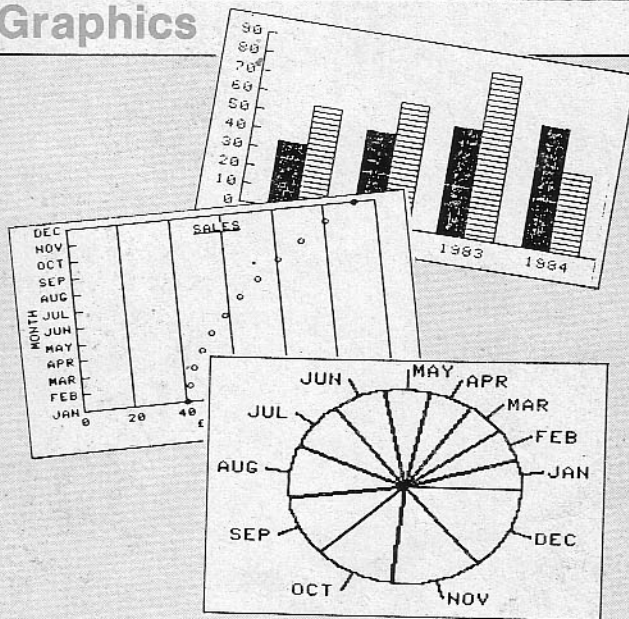 Graphics
90
80
70
60
50
40
30
20
10
0
1983
1984
SALES
MONTH
DEC
NOV
OCT
SEP
AUG
JUL
JUN
MAY
APR
MAR
FEB
JAN
0
20
40
£
MAY
JUN
APR
JUL
MAR
FEB
AUG
JAN
SEP
DEC
OCT
NOV